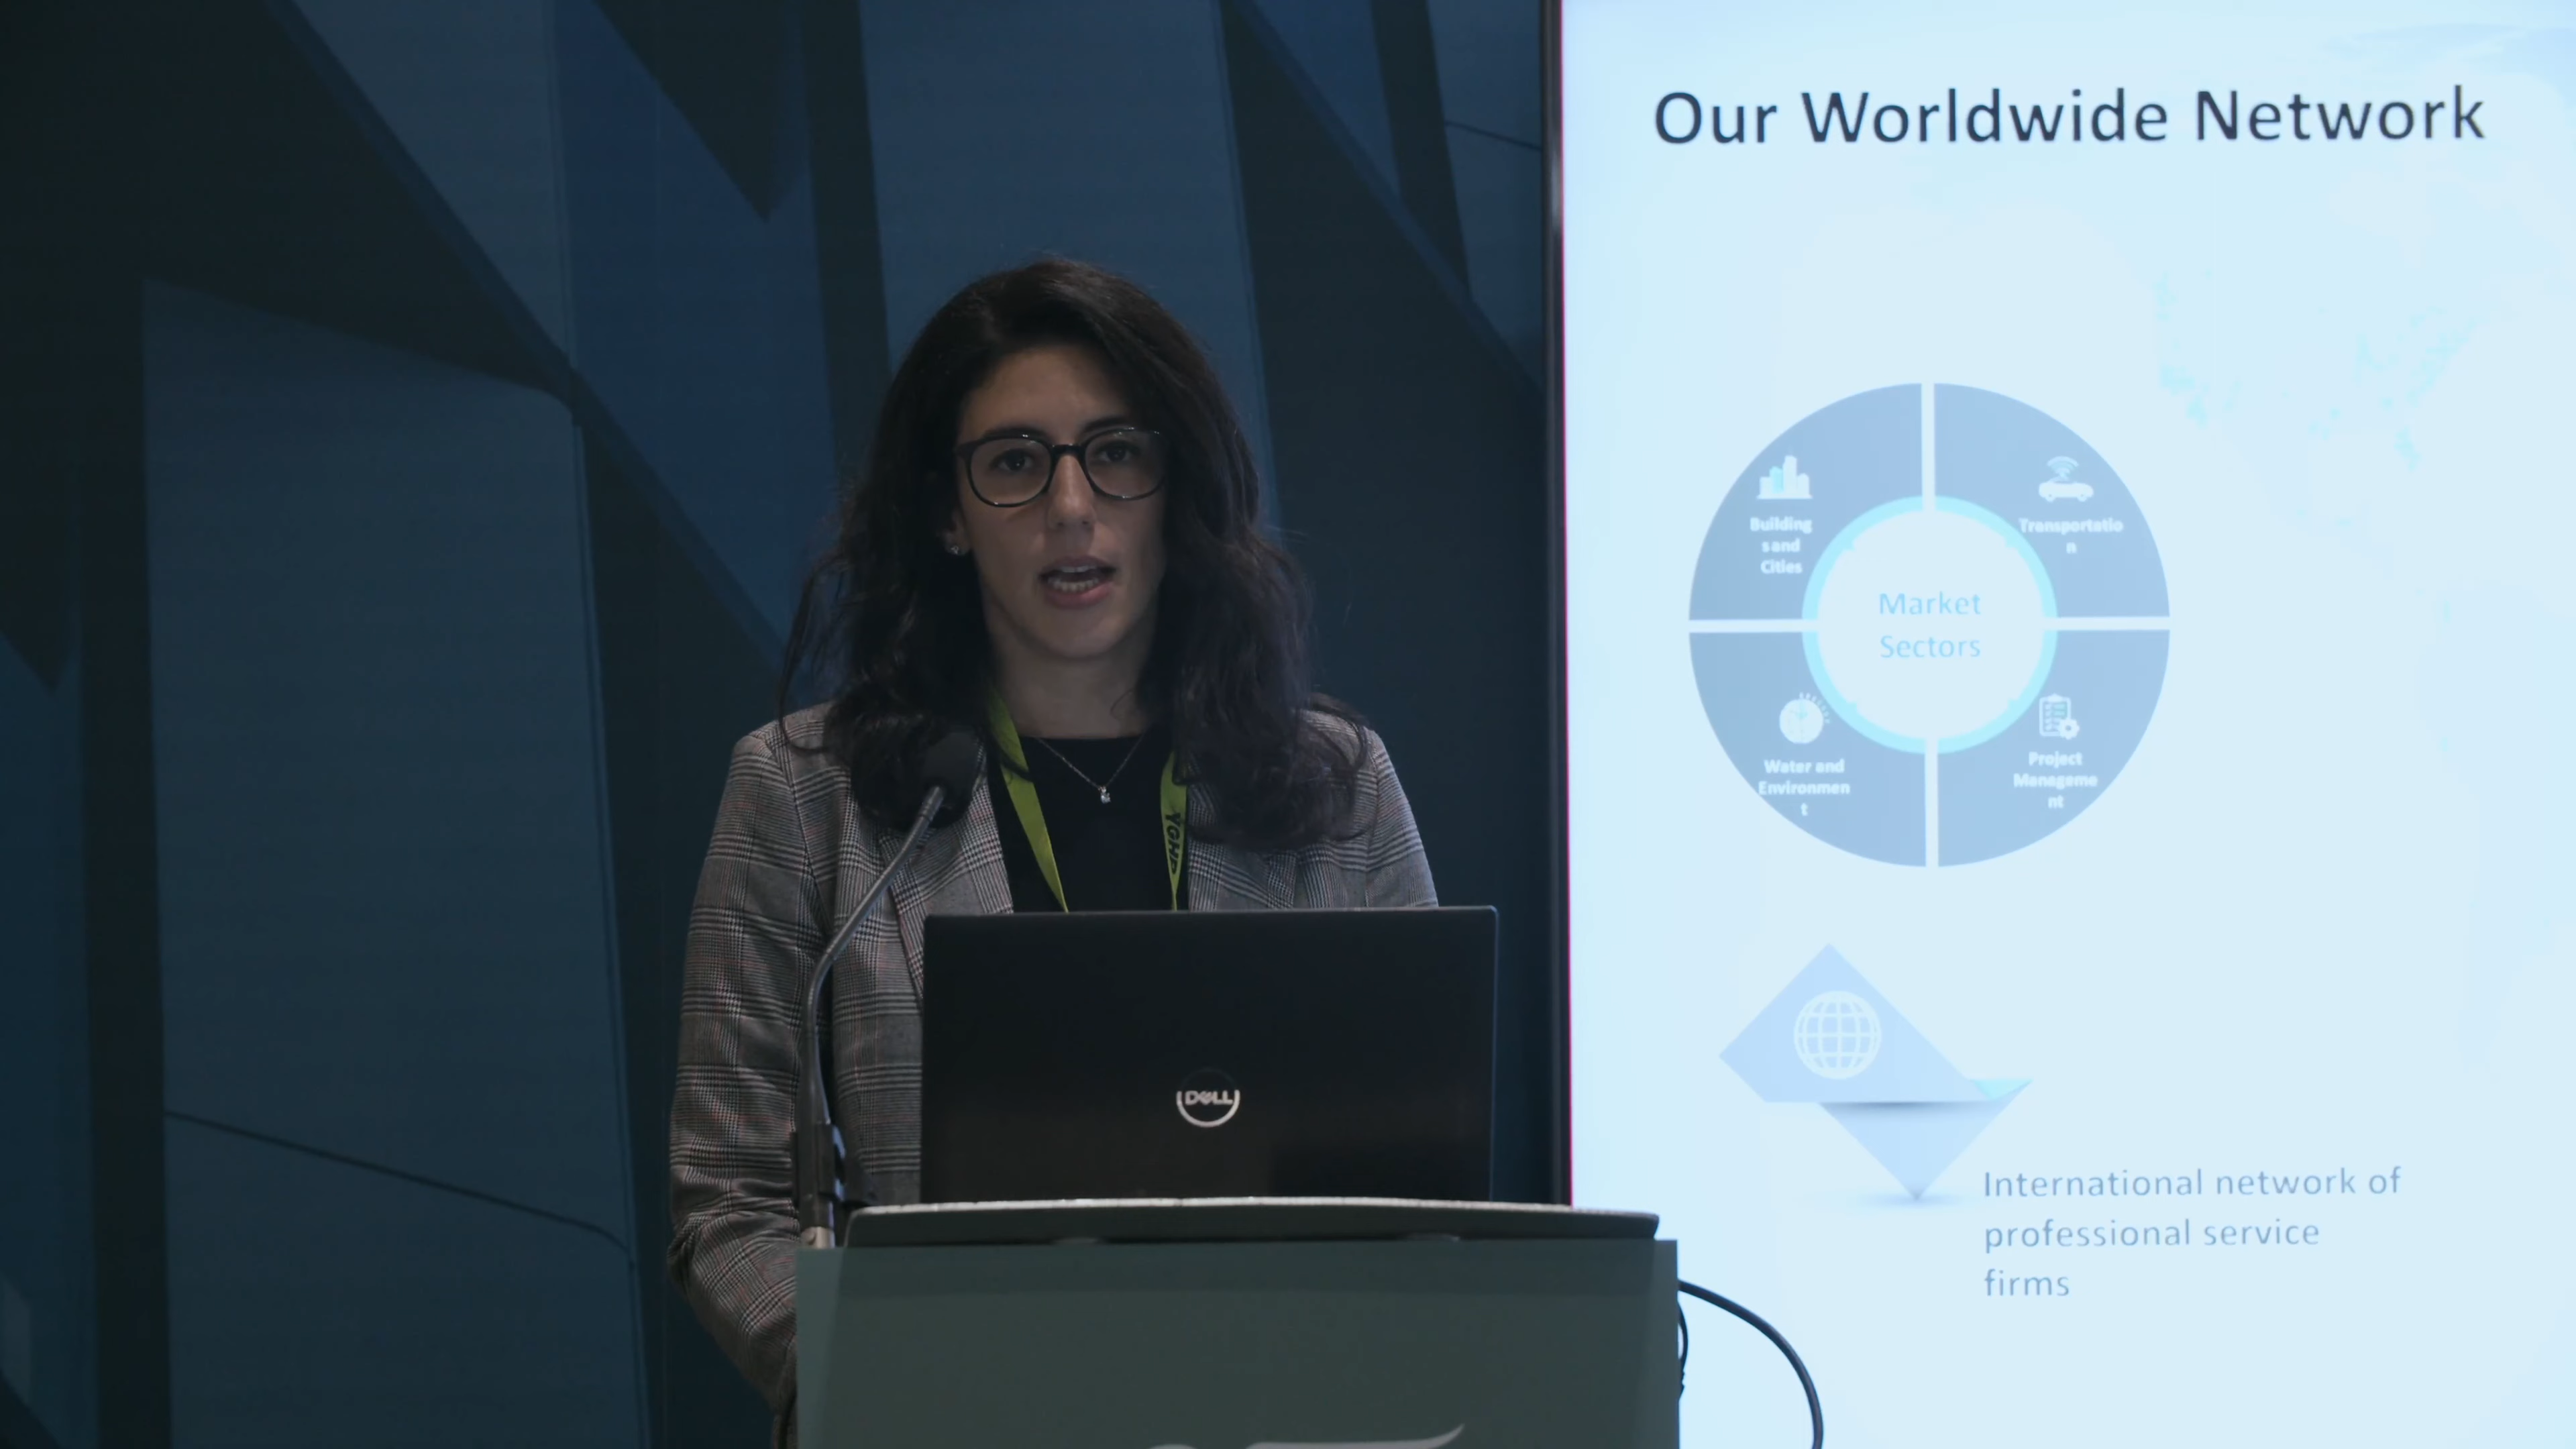 Our Worldwide Network
Building
s and
Cities
Transportatio
n
Market
Sectors
Water and
Environmen
t
Project
Manageme
nt
International network of
professional service
firms
DELL